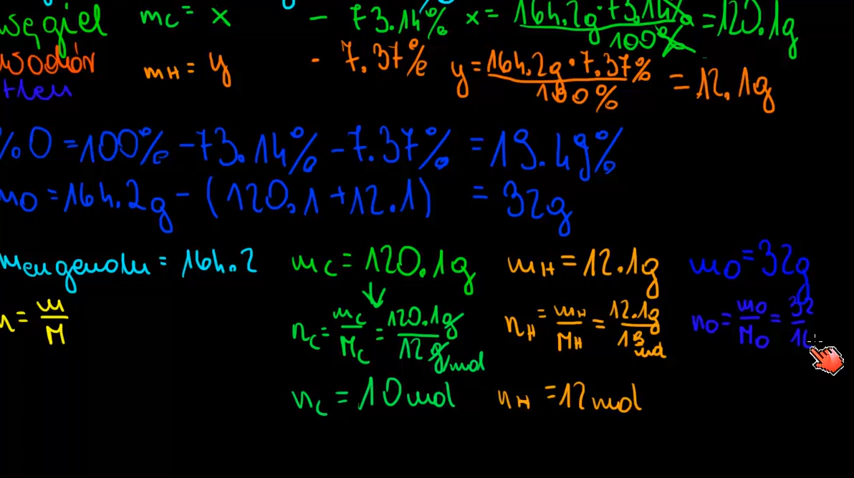 węgiel mC = x - 73.14% x = 164.2g · 73.14% / 100% = 120.1g
wodór mH = y - 7.37% y = 164.2g · 7.37% / 100% = 12.1g
tlen
%O = 100% - 73.14% - 7.37% = 19.49%
mO = 164.2g - (120.1 + 12.1) = 32g
meugenolu = 164.2 mC = 120.1g mH = 12.1g mO = 32g
n = m/M nC = mC/MC = 120.1g / 12 g/mol nH = mH/MH = 12.1g / 1 g/mol nO = mO/MO = 32/16
nC = 10 mol nH = 12 mol